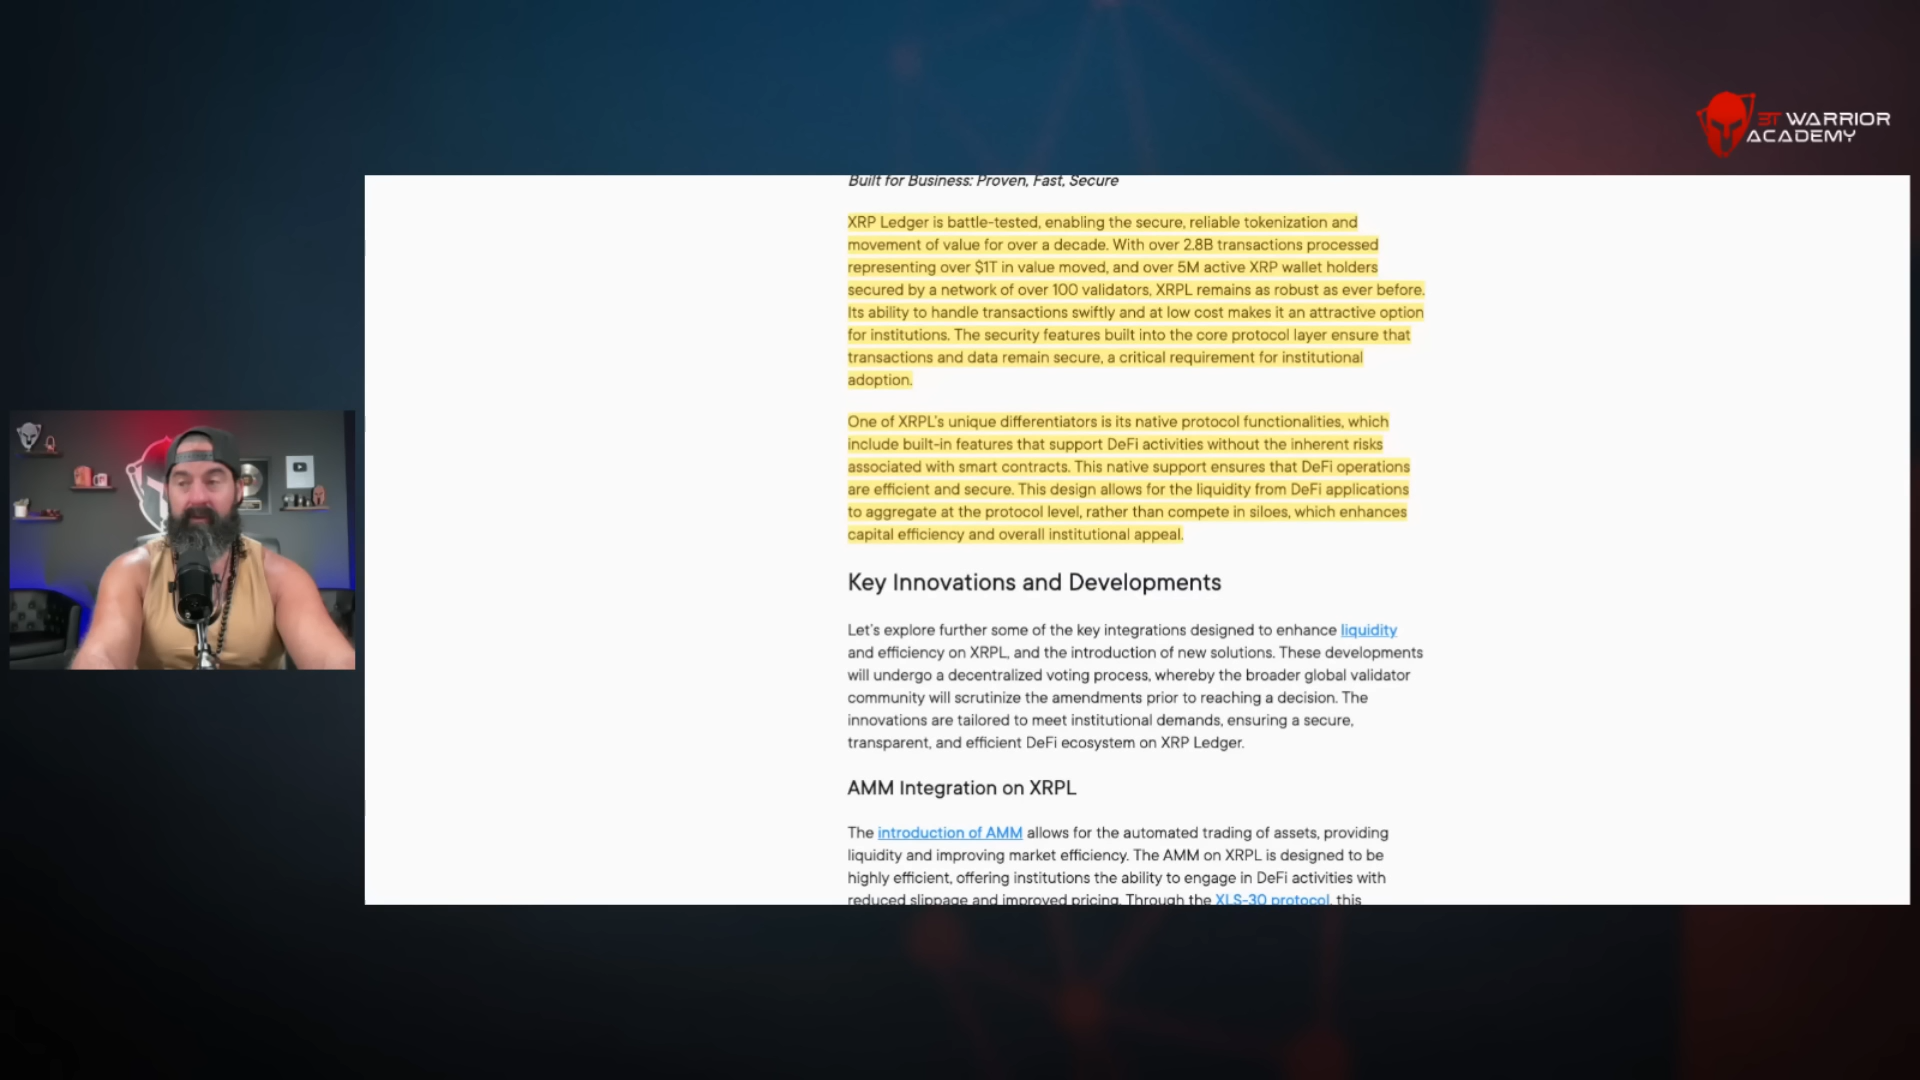 3T WARRIOR
ACADEMY
Built for Business: Proven, Fast, Secure
XRP Ledger is battle-tested, enabling the secure, reliable tokenization and
movement of value for over a decade. With over 2.8B transactions processed
representing over $1T in value moved, and over 5M active XRP wallet holders
secured by a network of over 100 validators, XRPL remains as robust as ever before.
Its ability to handle transactions swiftly and at low cost makes it an attractive option
for institutions. The security features built into the core protocol layer ensure that
transactions and data remain secure, a critical requirement for institutional
adoption.
One of XRPL's unique differentiators is its native protocol functionalities, which
include built-in features that support DeFi activities without the inherent risks
associated with smart contracts. This native support ensures that DeFi operations
are efficient and secure. This design allows for the liquidity from DeFi applications
to aggregate at the protocol level, rather than compete in siloes, which enhances
capital efficiency and overall institutional appeal.
Key Innovations and Developments
Let's explore further some of the key integrations designed to enhance liquidity
and efficiency on XRPL, and the introduction of new solutions. These developments
will undergo a decentralized voting process, whereby the broader global validator
community will scrutinize the amendments prior to reaching a decision. The
innovations are tailored to meet institutional demands, ensuring a secure,
transparent, and efficient DeFi ecosystem on XRP Ledger.
AMM Integration on XRPL
The introduction of AMM allows for the automated trading of assets, providing
liquidity and improving market efficiency. The AMM on XRPL is designed to be
highly efficient, offering institutions the ability to engage in DeFi activities with
reduced slippage and improved pricing. Through the XLS-30 protocol, this